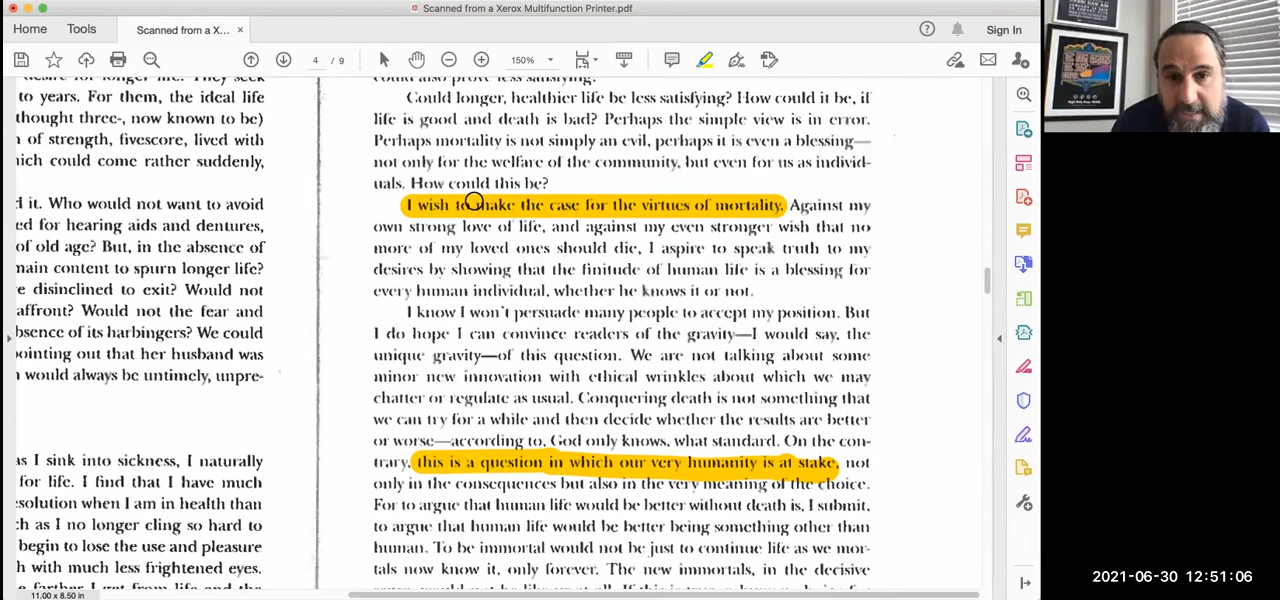 Scanned from a Xerox Multifunction Printer.pdf
Home Tools Scanned from a X... × Sign In
4 / 9 150%
to years. For them, the ideal life
thought three-, now known to be)
of strength, fivescore, lived with
could come rather suddenly,
d it. Who would not want to avoid
ed for hearing aids and dentures,
of old age? But, in the absence of
main content to spurn longer life?
e disinclined to exit? Would not
affront? Would not the fear and
bsence of its harbingers? We could
pointing out that her husband was
would always be untimely, unpre-
as I sink into sickness, I naturally
for life. I find that I have much
solution when I am in health than
ch as I no longer cling so hard to
begin to lose the use and pleasure
h with much less frightened eyes.
could also prove less satisfying.
Could longer, healthier life be less satisfying? How could it be, if
life is good and death is bad? Perhaps the simple view is in error.
Perhaps mortality is not simply an evil, perhaps it is even a blessing—
not only for the welfare of the community, but even for us as individ-
uals. How could this be?
I wish to make the case for the virtues of mortality. Against my
own strong love of life, and against my even stronger wish that no
more of my loved ones should die, I aspire to speak truth to my
desires by showing that the finitude of human life is a blessing for
every human individual, whether he knows it or not.
I know I won't persuade many people to accept my position. But
I do hope I can convince readers of the gravity—I would say, the
unique gravity—of this question. We are not talking about some
minor new innovation with ethical wrinkles about which we may
chatter or regulate as usual. Conquering death is not something that
we can try for a while and then decide whether the results are better
or worse—according to, God only knows, what standard. On the con-
trary, this is a question in which our very humanity is at stake, not
only in the consequences but also in the very meaning of the choice.
For to argue that human life would be better without death is, I submit,
to argue that human life would be better being something other than
human. To be immortal would not be just to continue life as we mor-
tals now know it, only forever. The new immortals, in the decisive
11.00 x 8.50 in
2021-06-30 12:51:06